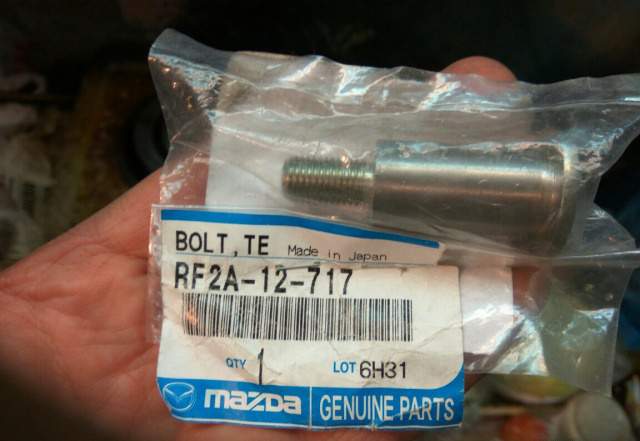 BOLT, TE Made in Japan
RF2A-12-717
QTY 1 LOT 6H31
mazda GENUINE PARTS